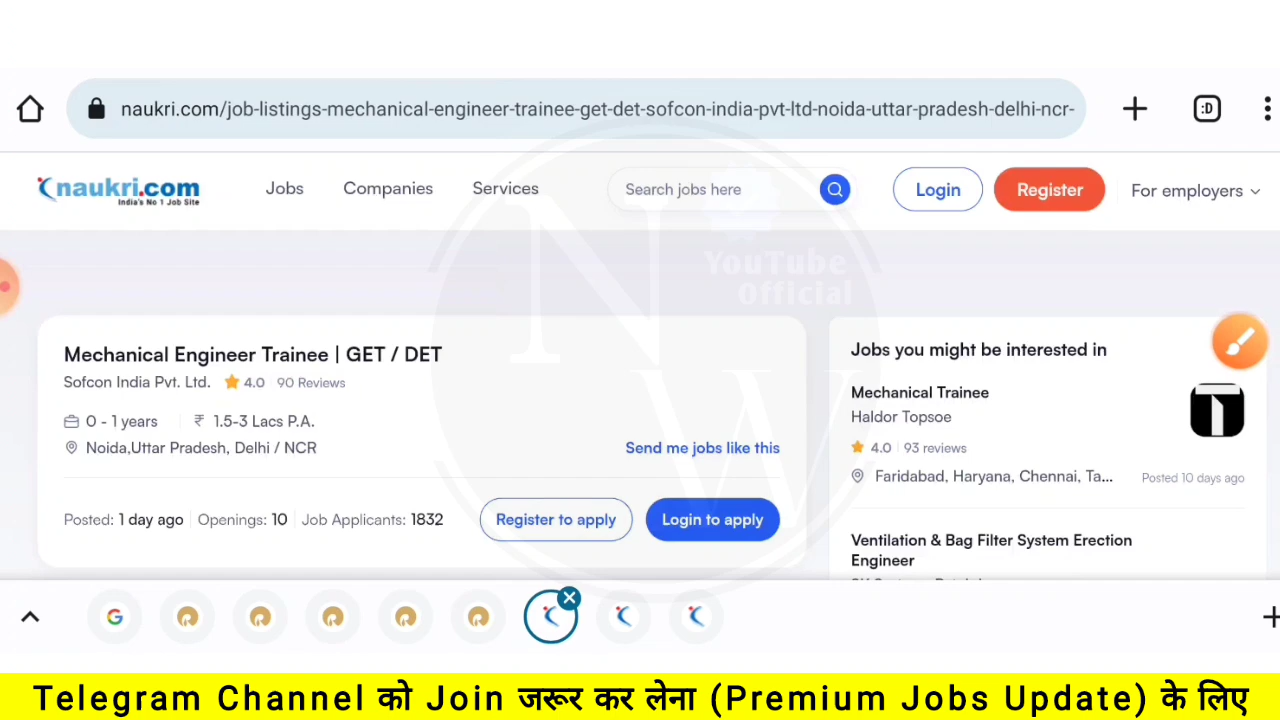 naukri.com/job-listings-mechanical-engineer-trainee-get-det-sofcon-india-pvt-ltd-noida-uttar-pradesh-delhi-ncr-
:D
naukri.com
India's No 1 Job Site
Jobs
Companies
Services
Search jobs here
Login
Register
For employers
YouTube
Official
N
W
Mechanical Engineer Trainee | GET / DET
Sofcon India Pvt. Ltd. 4.0 90 Reviews
0 - 1 years ₹ 1.5-3 Lacs P.A.
Noida,Uttar Pradesh, Delhi / NCR
Send me jobs like this
Posted: 1 day ago Openings: 10 Job Applicants: 1832
Register to apply
Login to apply
Jobs you might be interested in
Mechanical Trainee
Haldor Topsoe
4.0 93 reviews
Faridabad, Haryana, Chennai, Ta...
Posted 10 days ago
Ventilation & Bag Filter System Erection
Engineer
Telegram Channel को Join जरूर कर लेना (Premium Jobs Update) के लिए